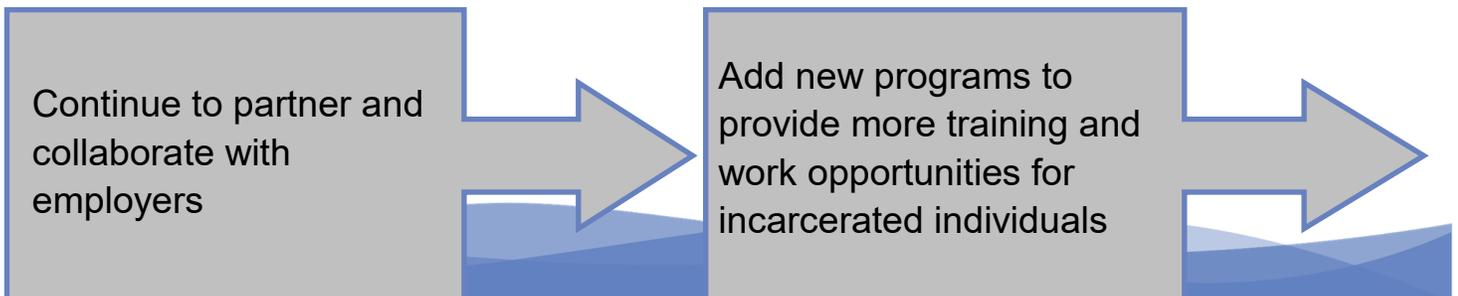 Continue to partner and
collaborate with
employers
Add new programs to
provide more training and
work opportunities for
incarcerated individuals